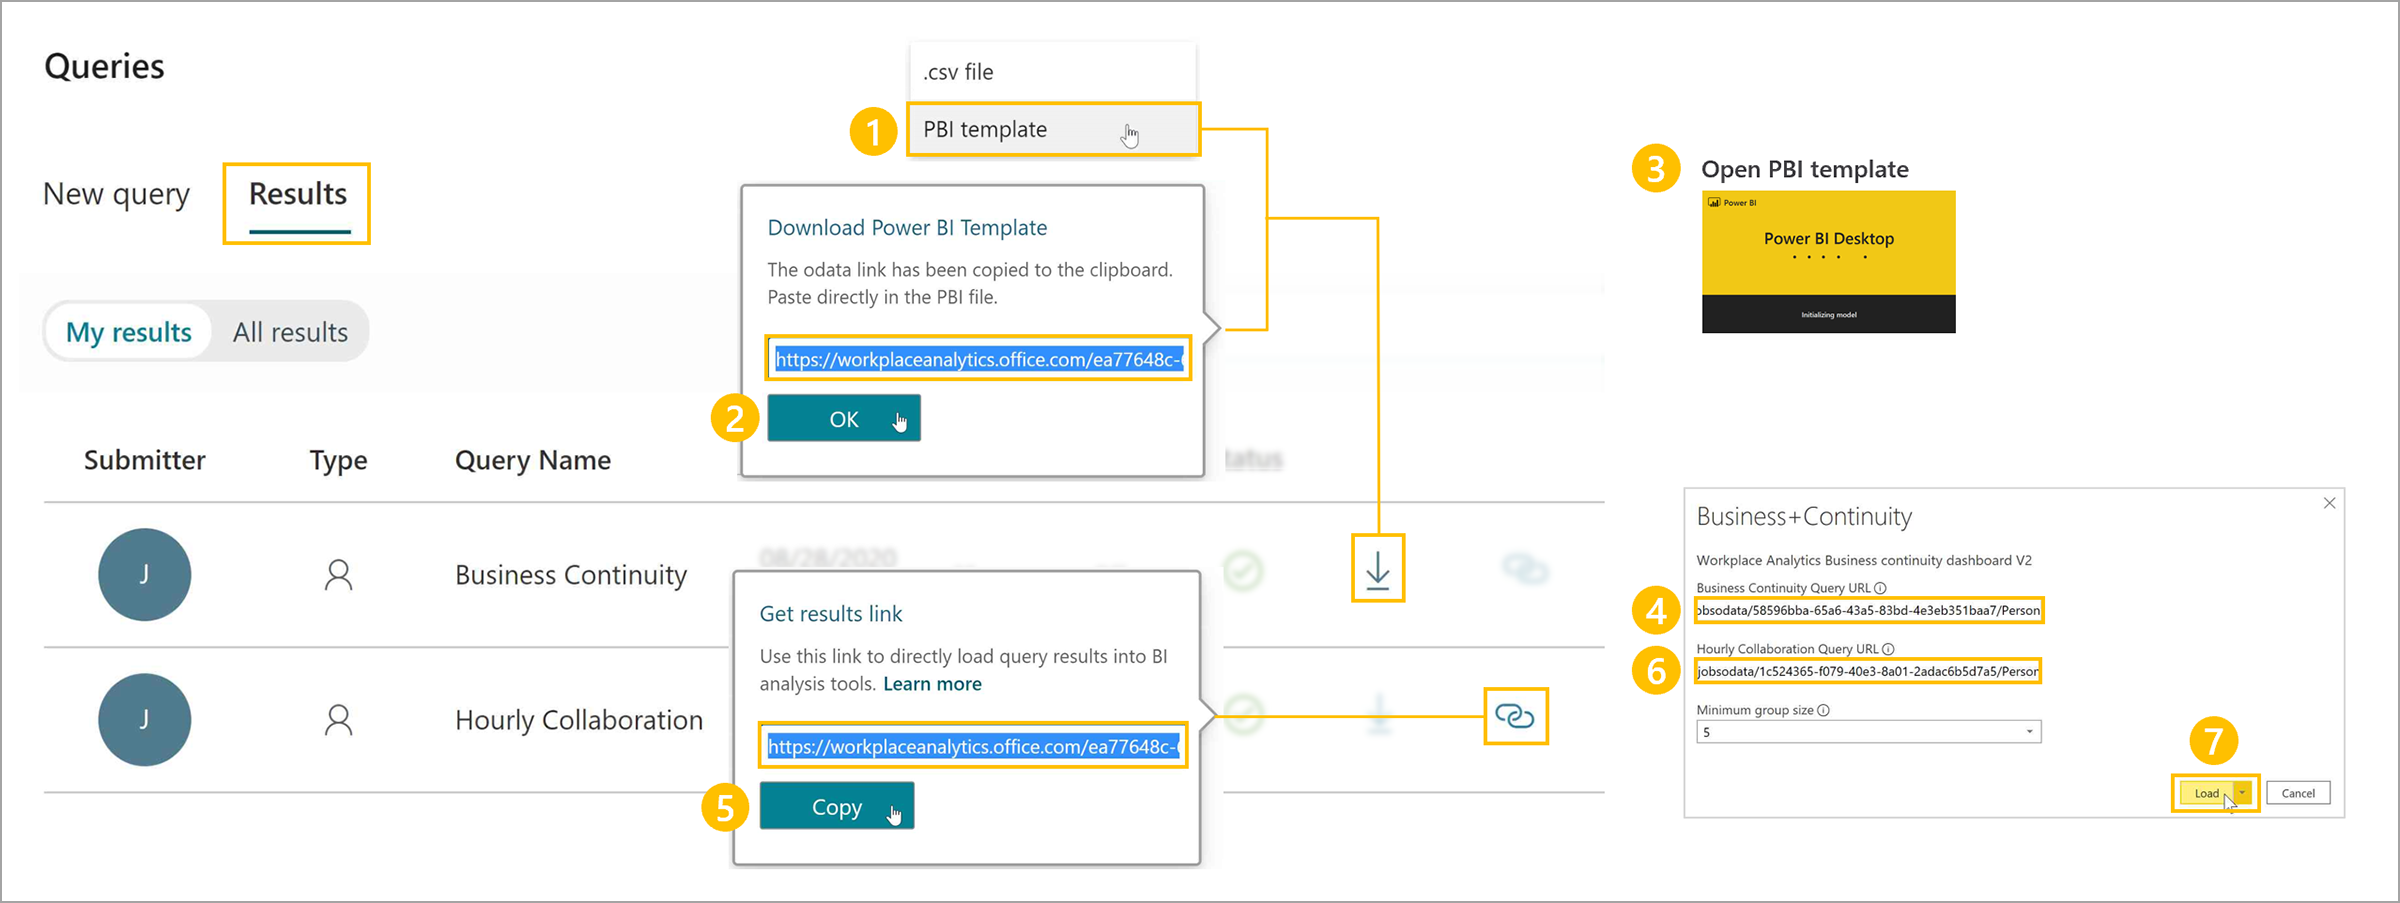 Queries
New query
Results
My results
All results
Submitter
Type
Query Name
J
Business Continuity
08/28/2020
J
Hourly Collaboration
.csv file
1
PBI template
Download Power BI Template
The odata link has been copied to the clipboard.
Paste directly in the PBI file.
https://workplaceanalytics.office.com/ea77648c-
2
OK
Get results link
Use this link to directly load query results into BI
analysis tools. Learn more
https://workplaceanalytics.office.com/ea77648c-
5
Copy
3
Open PBI template
Power BI
Power BI Desktop
Initializing model
Business+Continuity
Workplace Analytics Business continuity dashboard V2
Business Continuity Query URL
4
obsodata/58596bba-65a6-43a5-83bd-4e3eb351baa7/Person
Hourly Collaboration Query URL
6
jobsodata/1c524365-f079-40e3-8a01-2adac6b5d7a5/Person
Minimum group size
5
7
Load
Cancel